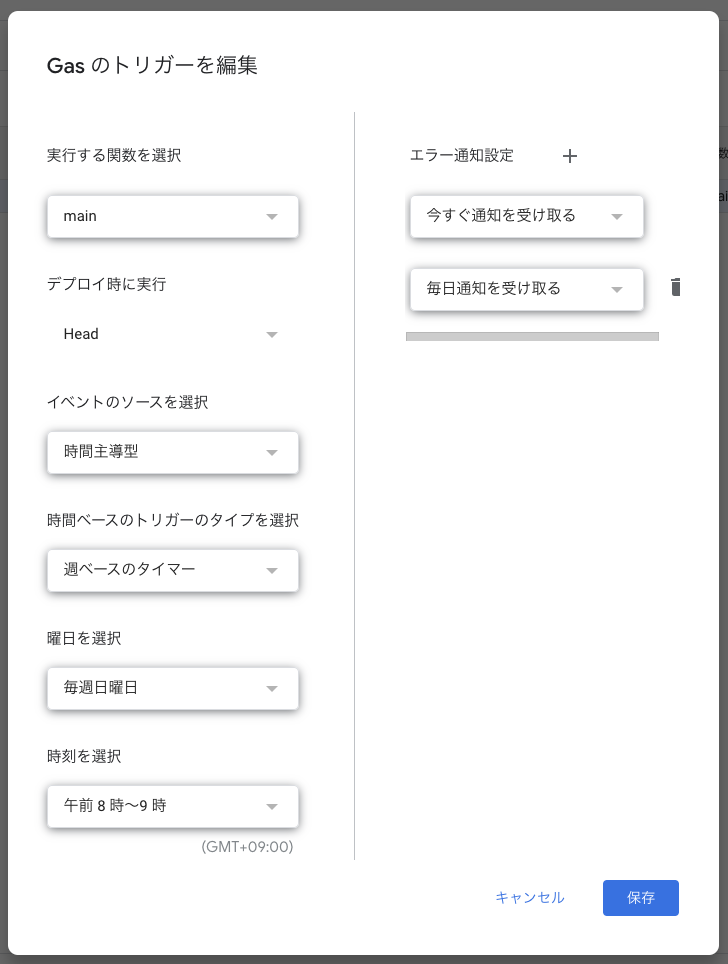 Gas のトリガーを編集
実行する関数を選択
main
デプロイ時に実行
Head
イベントのソースを選択
時間主導型
時間ベースのトリガーのタイプを選択
週ベースのタイマー
曜日を選択
毎週日曜日
時刻を選択
午前 8 時～9 時
(GMT+09:00)
エラー通知設定
今すぐ通知を受け取る
毎日通知を受け取る
キャンセル
保存